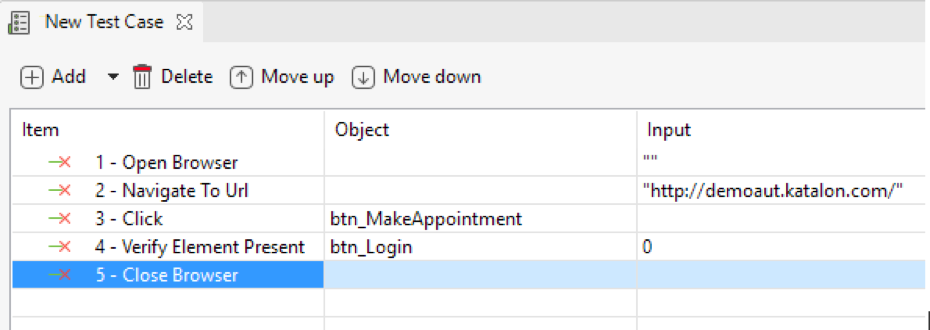 New Test Case
Add Delete Move up Move down
Item Object Input
1 - Open Browser ""
2 - Navigate To Url "http://demoaut.katalon.com/"
3 - Click btn_MakeAppointment
4 - Verify Element Present btn_Login 0
5 - Close Browser